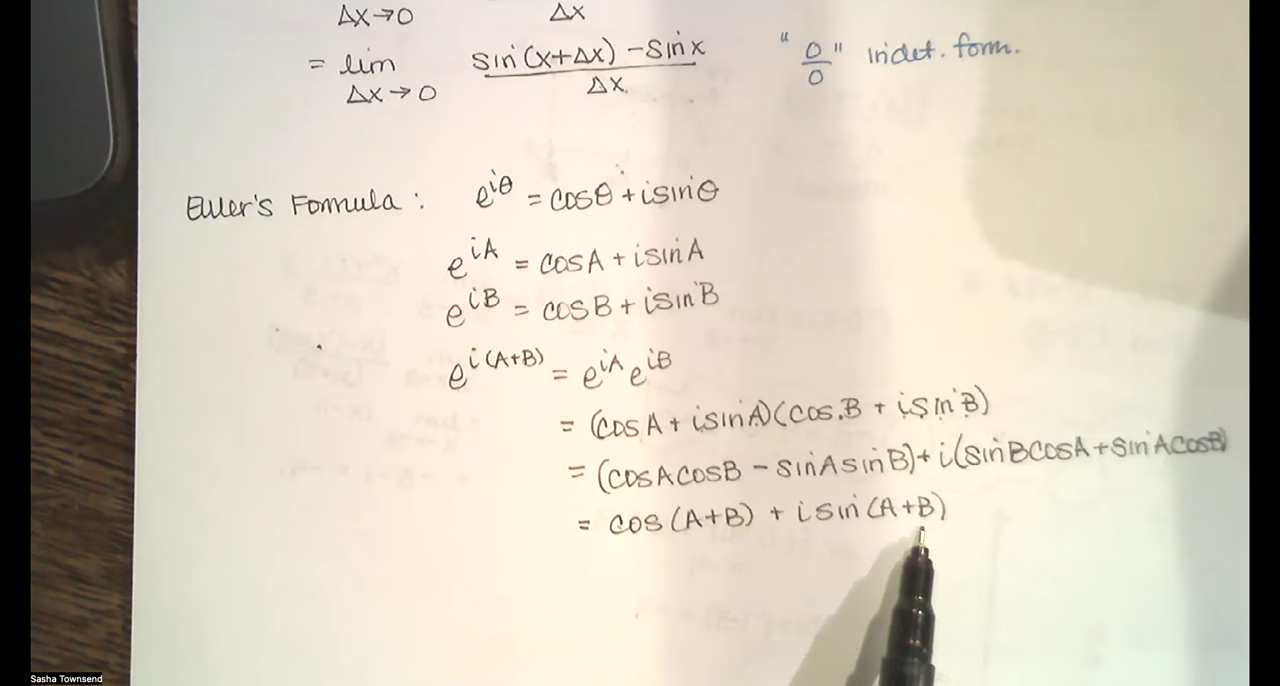 Δx→0 Δx
= lim sin(x+Δx) - sinx " 0/0 " indet. form.
Δx→0 Δx
Euler's Formula : e^iθ = cosθ + isinθ
e^iA = cosA + isinA
e^iB = cosB + isinB
e^i(A+B) = e^iA e^iB
= (cosA + isinA)(cosB + isinB)
= (cosAcosB - sinAsinB) + i(sinBcosA + sinAcosB)
= cos(A+B) + isin(A+B)
Sasha Townsend